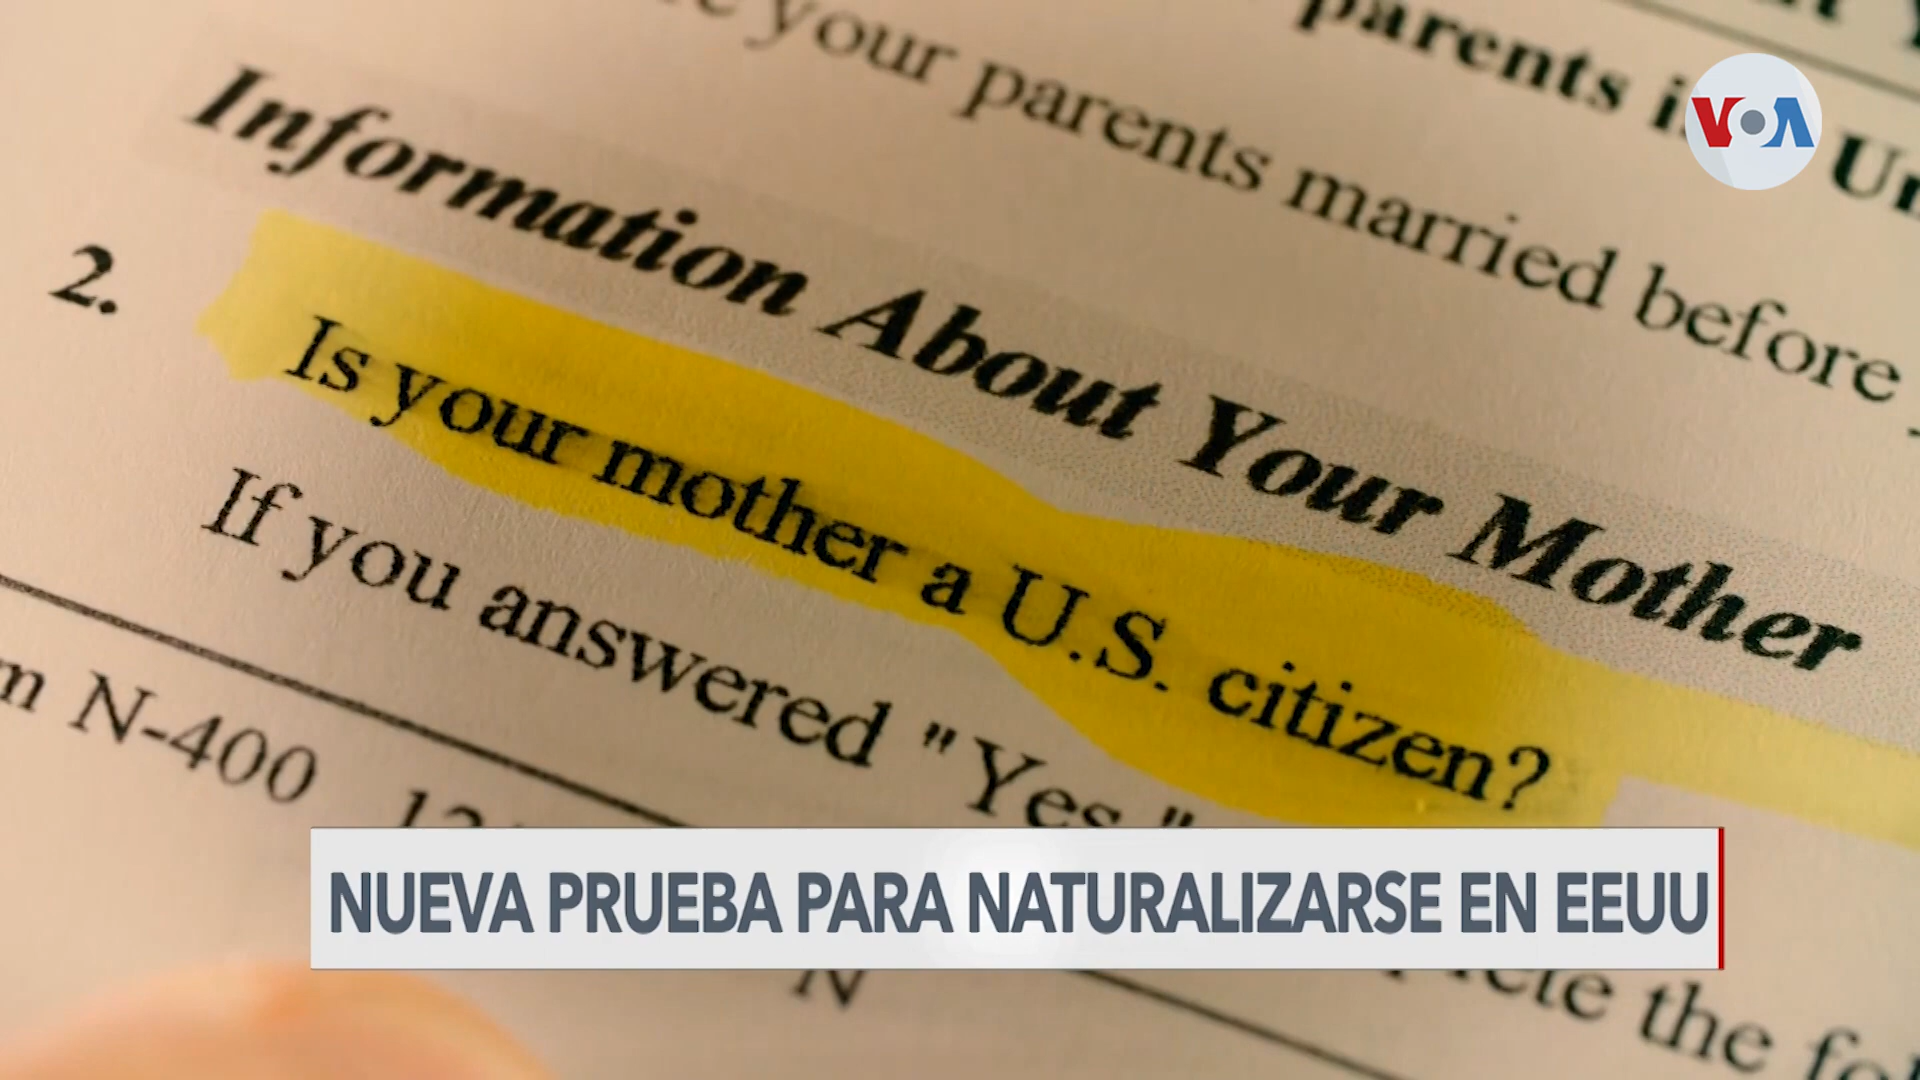 parents
VOA
your parents married before
Information About Your Mother
2. Is your mother a U.S. citizen?
If you answered "Yes,"
N-400
NUEVA PRUEBA PARA NATURALIZARSE EN EEUU
the